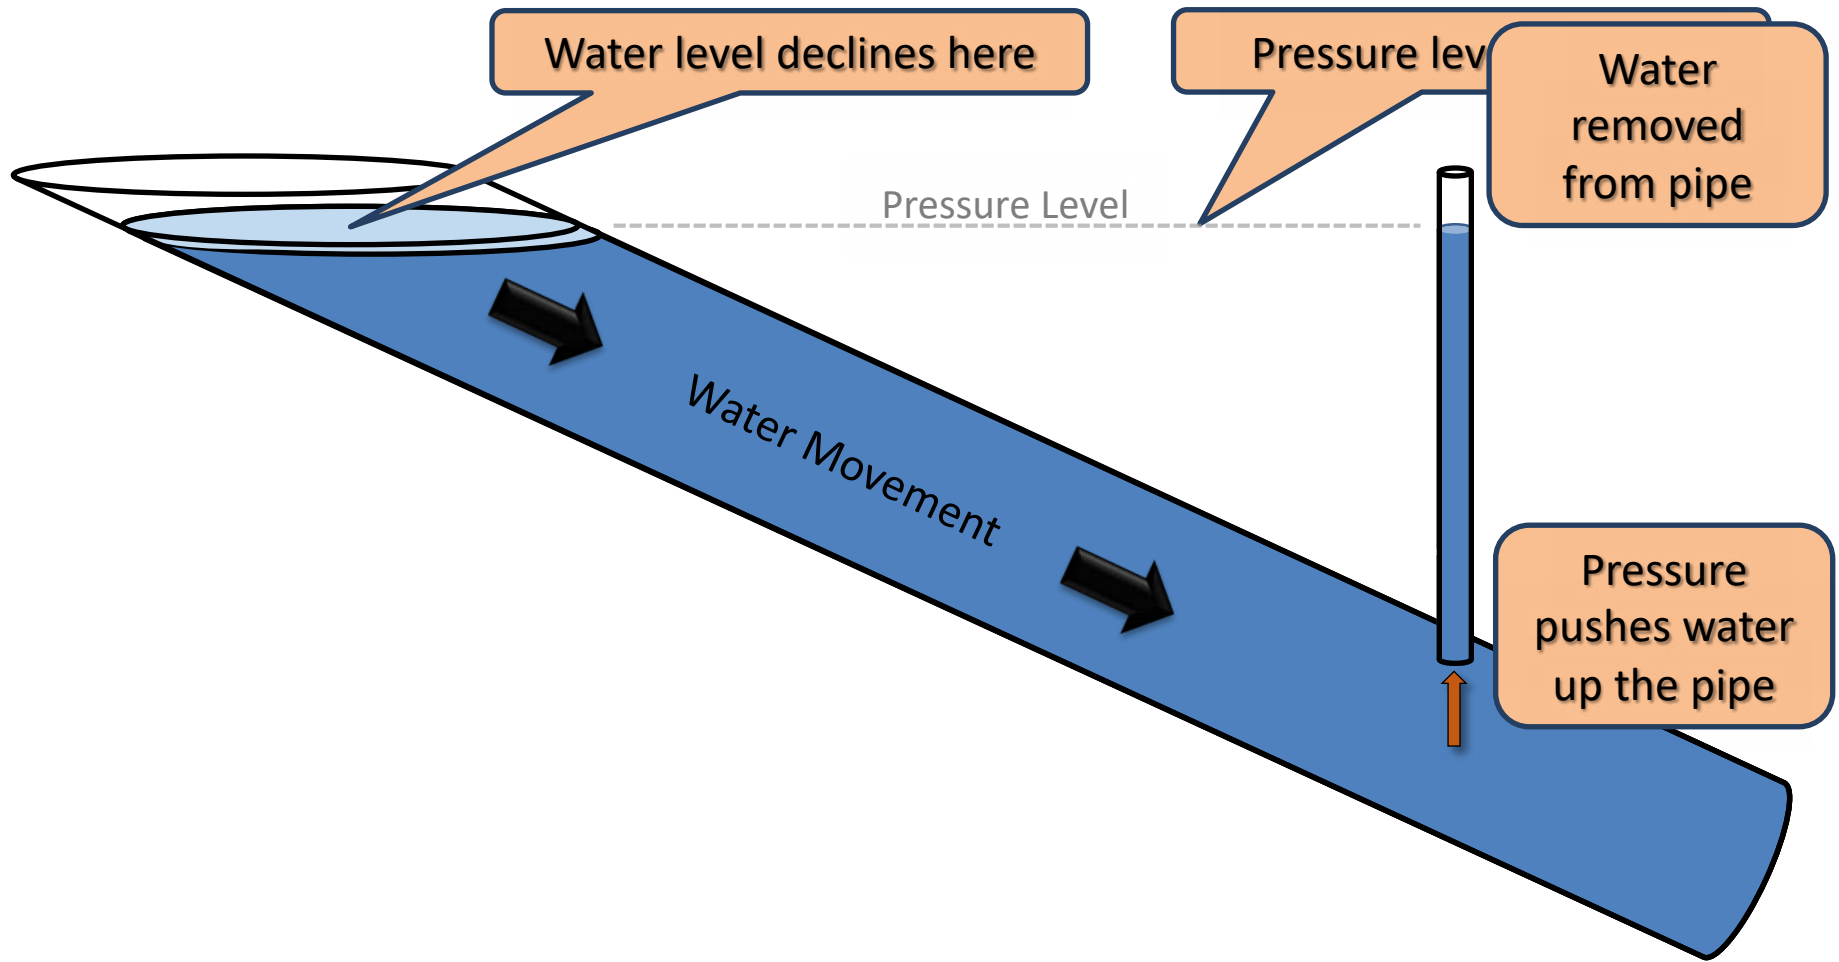 Water level declines here
Pressure lev
Water
removed
from pipe
Pressure Level
Water Movement
Pressure
pushes water
up the pipe